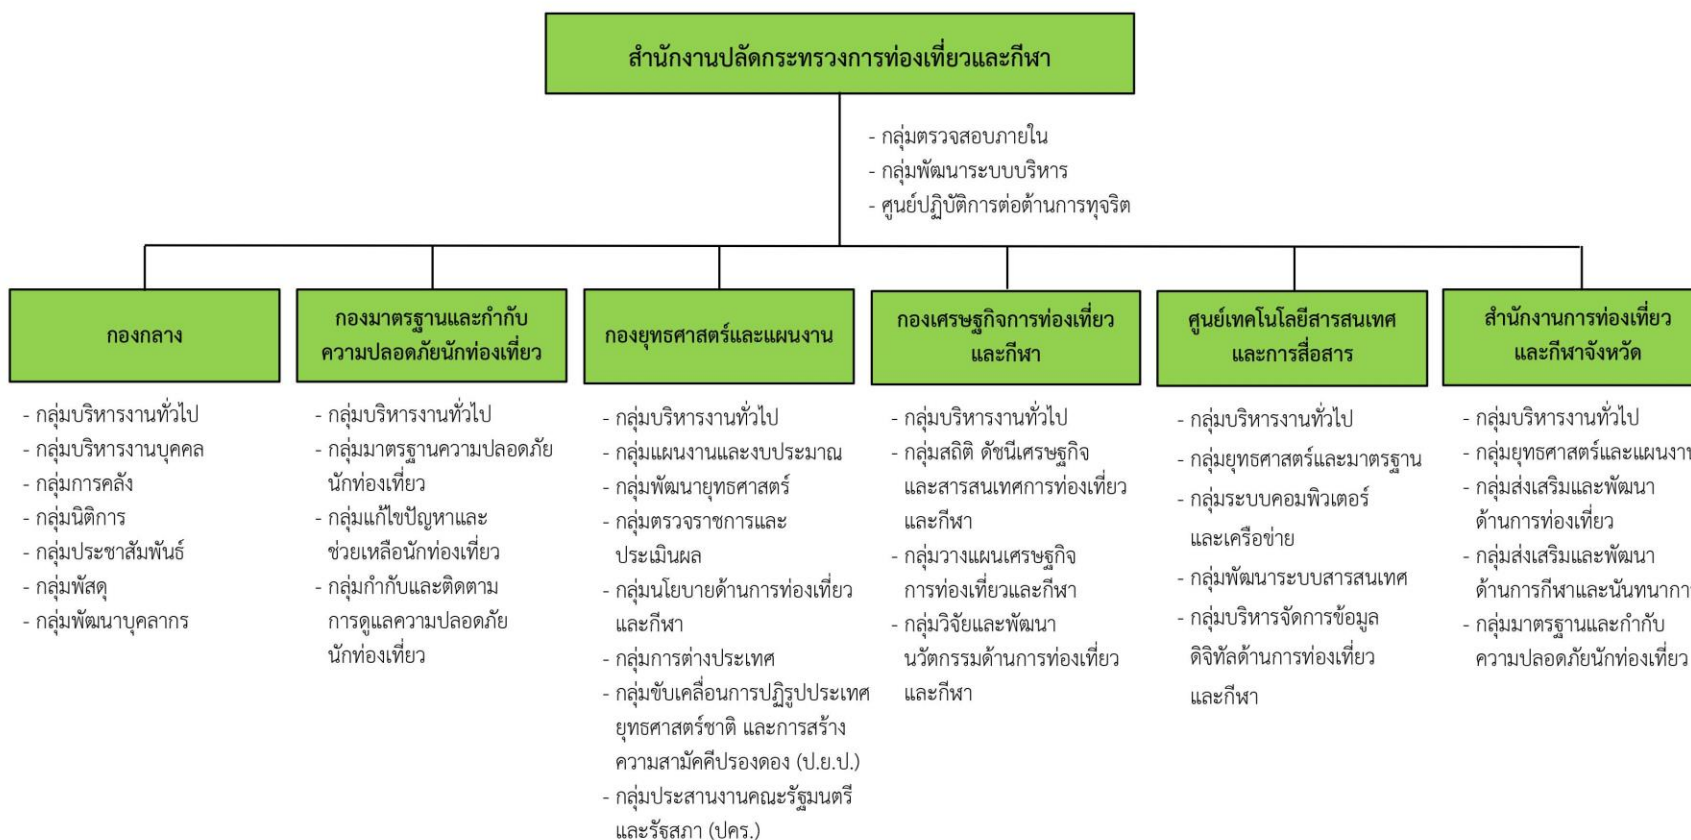 สำนักงานปลัดกระทรวงการท่องเที่ยวและกีฬา
- กลุ่มตรวจสอบภายใน
- กลุ่มพัฒนาระบบบริหาร
- ศูนย์ปฏิบัติการต่อต้านการทุจริต
กองกลาง
- กลุ่มบริหารงานทั่วไป
- กลุ่มบริหารงานบุคคล
- กลุ่มการคลัง
- กลุ่มนิติการ
- กลุ่มประชาสัมพันธ์
- กลุ่มพัสดุ
- กลุ่มพัฒนาบุคลากร
กองมาตรฐานและกำกับ
ความปลอดภัยนักท่องเที่ยว
- กลุ่มบริหารงานทั่วไป
- กลุ่มมาตรฐานความปลอดภัย
นักท่องเที่ยว
- กลุ่มแก้ไขปัญหาและ
ช่วยเหลือนักท่องเที่ยว
- กลุ่มกำกับและติดตาม
การดูแลความปลอดภัย
นักท่องเที่ยว
กองยุทธศาสตร์และแผนงาน
- กลุ่มบริหารงานทั่วไป
- กลุ่มแผนงานและงบประมาณ
- กลุ่มพัฒนายุทธศาสตร์
- กลุ่มตรวจราชการและ
ประเมินผล
- กลุ่มนโยบายด้านการท่องเที่ยว
และกีฬา
- กลุ่มการต่างประเทศ
- กลุ่มขับเคลื่อนการปฏิรูปประเทศ
ยุทธศาสตร์ชาติ และการสร้าง
ความสามัคคีปรองดอง (ป.ย.ป.)
- กลุ่มประสานงานคณะรัฐมนตรี
และรัฐสภา (ปคร.)
กองเศรษฐกิจการท่องเที่ยว
และกีฬา
- กลุ่มบริหารงานทั่วไป
- กลุ่มสถิติ ดัชนีเศรษฐกิจ
และสารสนเทศการท่องเที่ยว
และกีฬา
- กลุ่มวางแผนเศรษฐกิจ
การท่องเที่ยวและกีฬา
- กลุ่มวิจัยและพัฒนา
นวัตกรรมด้านการท่องเที่ยว
และกีฬา
ศูนย์เทคโนโลยีสารสนเทศ
และการสื่อสาร
- กลุ่มบริหารงานทั่วไป
- กลุ่มยุทธศาสตร์และมาตรฐาน
- กลุ่มระบบคอมพิวเตอร์
และเครือข่าย
- กลุ่มพัฒนาระบบสารสนเทศ
- กลุ่มบริหารจัดการข้อมูล
ดิจิทัลด้านการท่องเที่ยว
และกีฬา
สำนักงานการท่องเที่ยว
และกีฬาจังหวัด
- กลุ่มบริหารงานทั่วไป
- กลุ่มยุทธศาสตร์และแผนงาน
- กลุ่มส่งเสริมและพัฒนา
ด้านการท่องเที่ยว
- กลุ่มส่งเสริมและพัฒนา
ด้านการกีฬาและนันทนาการ
- กลุ่มมาตรฐานและกำกับ
ความปลอดภัยนักท่องเที่ยว